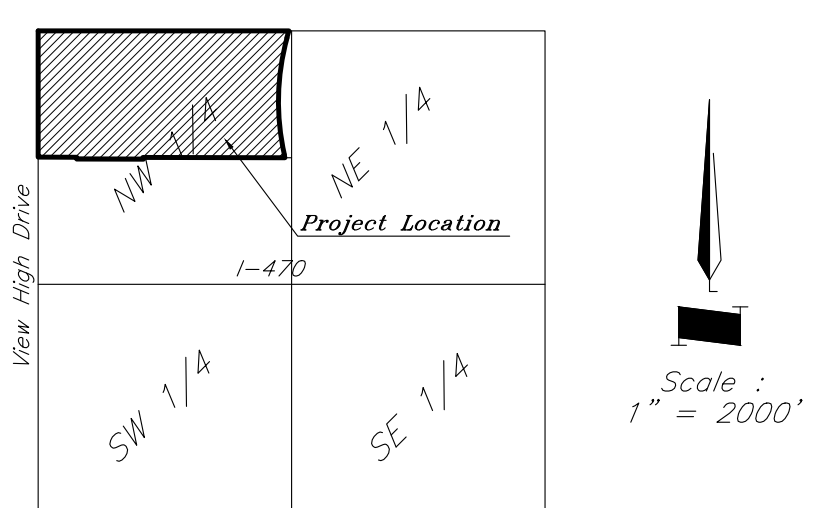 NW 1/4
NE 1/4
Project Location
I-470
View High Drive
SW 1/4
SE 1/4
Scale :
1" = 2000'